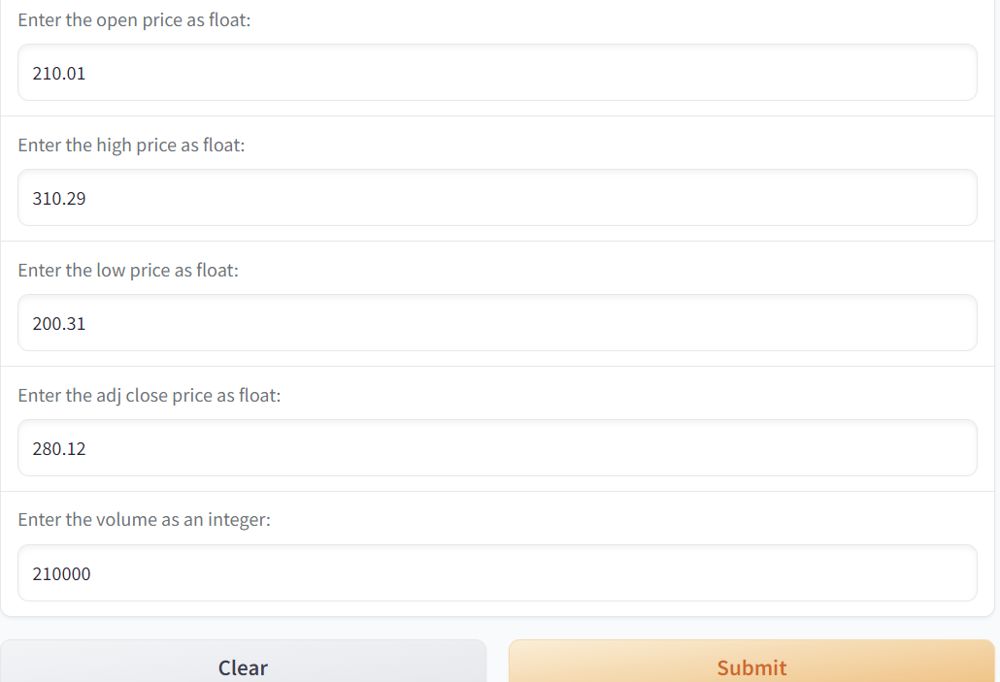 Enter the open price as float:
210.01
Enter the high price as float:
310.29
Enter the low price as float:
200.31
Enter the adj close price as float:
280.12
Enter the volume as an integer:
210000
Clear
Submit